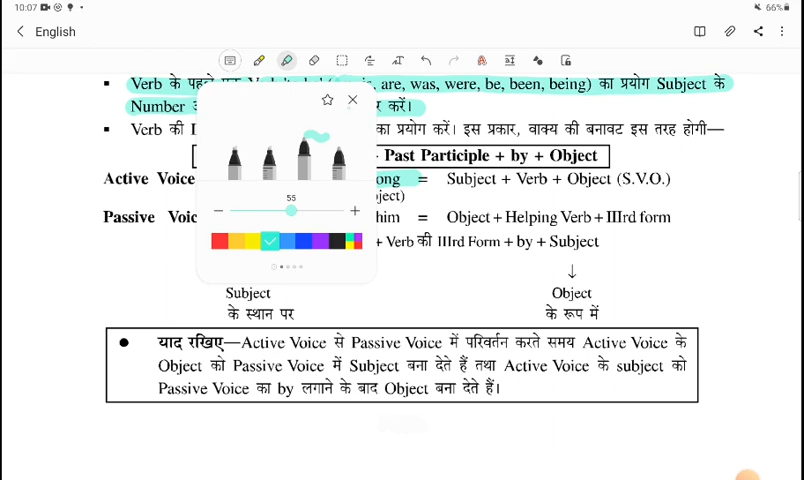 10:07
66%
English
Verb के पहले are, was, were, be, been, being) का प्रयोग Subject के
Number र करें।
Verb की का प्रयोग करें। इस प्रकार, वाक्य की बनावट इस तरह होगी—
Past Participle + by + Object
Active Voice ong = Subject + Verb + Object (S.V.O.)
ject)
Passive Voic him = Object + Helping Verb + IIIrd form
+ Verb की IIIrd Form + by + Subject
55
↓
Subject Object
के स्थान पर के रूप में
● याद रखिए—Active Voice से Passive Voice में परिवर्तन करते समय Active Voice के
Object को Passive Voice में Subject बना देते हैं तथा Active Voice के subject को
Passive Voice का by लगाने के बाद Object बना देते हैं।